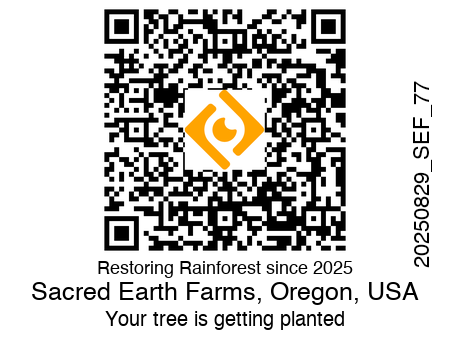 Restoring Rainforest since 2025
Sacred Earth Farms, Oregon, USA
Your tree is getting planted
20250829_SEF_77